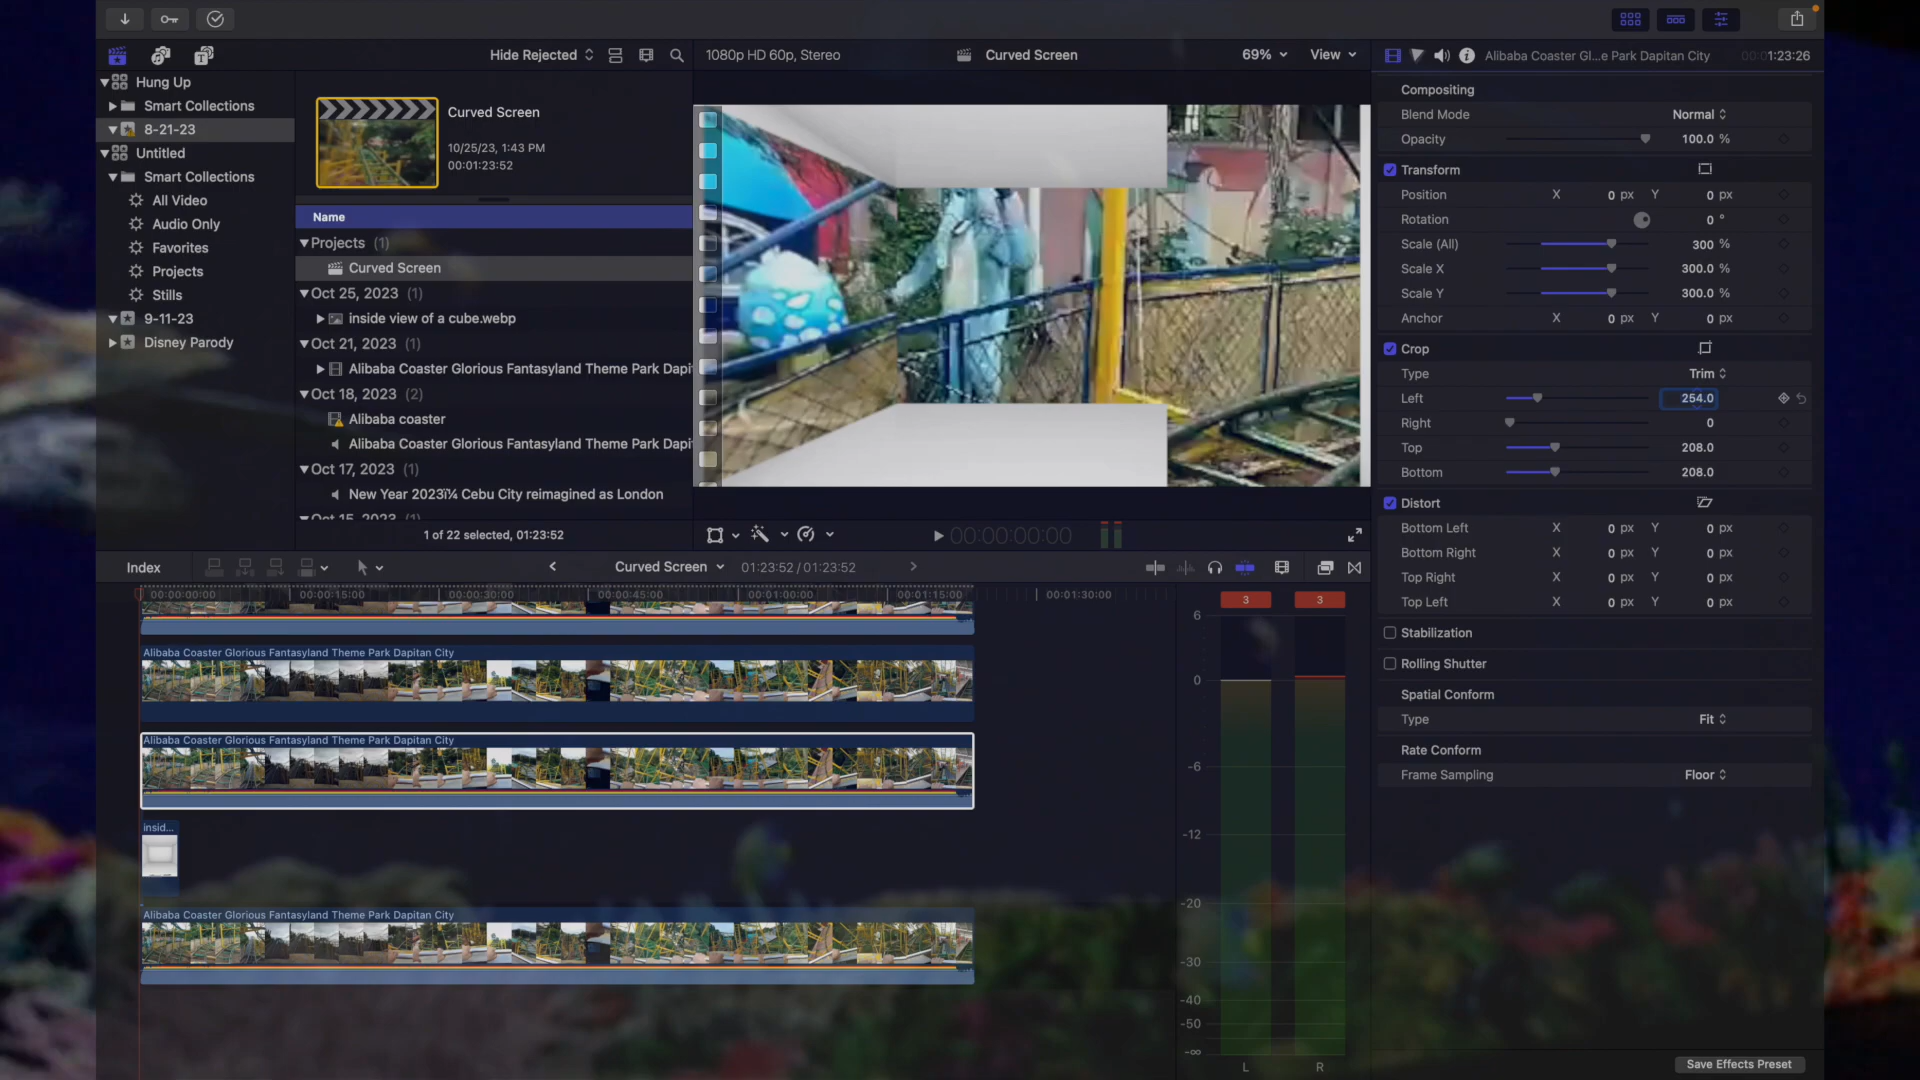 Hide Rejected
1080p HD 60p, Stereo
Curved Screen
69%
View
Alibaba Coaster Gl...e Park Dapitan City
00:01:23:26
Hung Up
Smart Collections
8-21-23
Untitled
Smart Collections
All Video
Audio Only
Favorites
Projects
Stills
9-11-23
Disney Parody
Curved Screen
10/25/23, 1:43 PM
00:01:23:52
Name
Projects (1)
Curved Screen
Oct 25, 2023 (1)
inside view of a cube.webp
Oct 21, 2023 (1)
Alibaba Coaster Glorious Fantasyland Theme Park Dapit
Oct 18, 2023 (2)
Alibaba coaster
Alibaba Coaster Glorious Fantasyland Theme Park Dapit
Oct 17, 2023 (1)
New Year 2023ï¼ Cebu City reimagined as London
Oct 15, 2023 (1)
1 of 22 selected, 01:23:52
00:00:00:00
Compositing
Blend Mode Normal
Opacity 100.0 %
Transform
Position X 0 px Y 0 px
Rotation 0 °
Scale (All) 300 %
Scale X 300.0 %
Scale Y 300.0 %
Anchor X 0 px Y 0 px
Crop
Type Trim
Left 254.0
Right 0
Top 208.0
Bottom 208.0
Distort
Bottom Left X 0 px Y 0 px
Bottom Right X 0 px Y 0 px
Top Right X 0 px Y 0 px
Top Left X 0 px Y 0 px
Stabilization
Rolling Shutter
Spatial Conform
Type Fit
Rate Conform
Frame Sampling Floor
Save Effects Preset
Index
Curved Screen
01:23:52 / 01:23:52
00:00:00:00
00:00:15:00
00:00:30:00
00:00:45:00
00:01:00:00
00:01:15:00
00:01:30:00
Alibaba Coaster Glorious Fantasyland Theme Park Dapitan City
Alibaba Coaster Glorious Fantasyland Theme Park Dapitan City
insid...
Alibaba Coaster Glorious Fantasyland Theme Park Dapitan City
3 3
6
0
-6
-12
-20
-30
-40
-50
-∞
L R